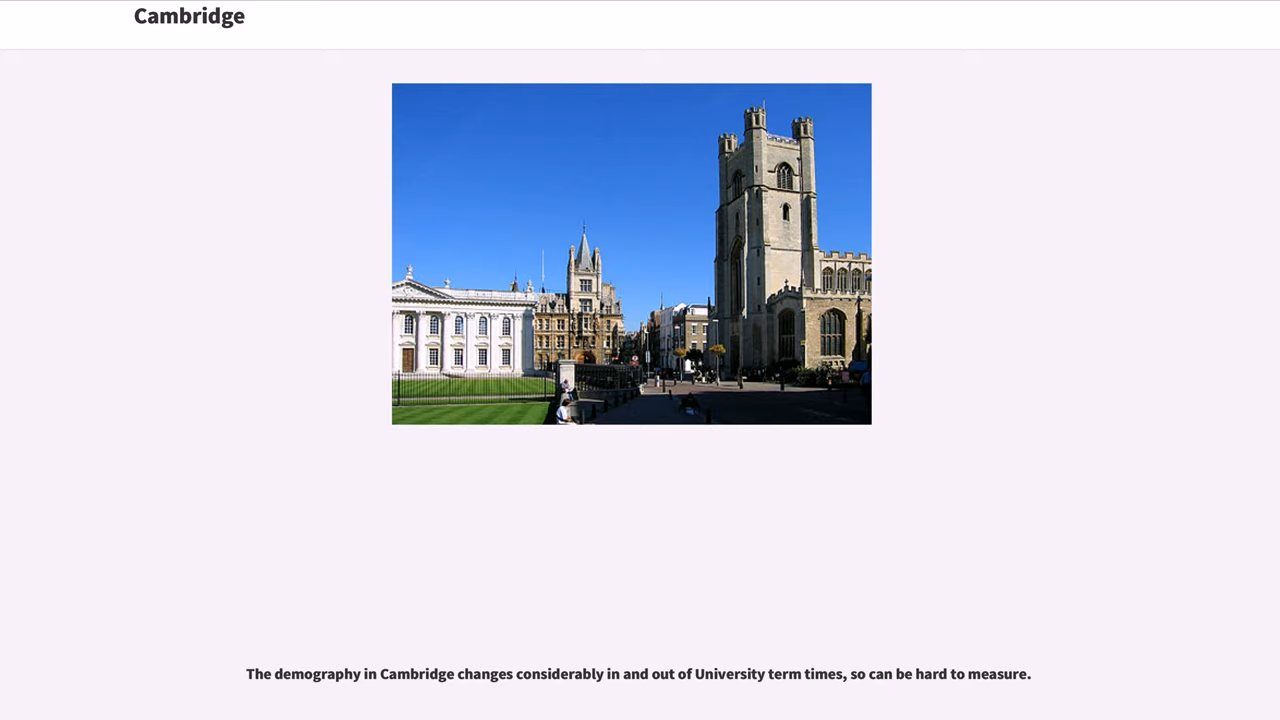 Cambridge
The demography in Cambridge changes considerably in and out of University term times, so can be hard to measure.